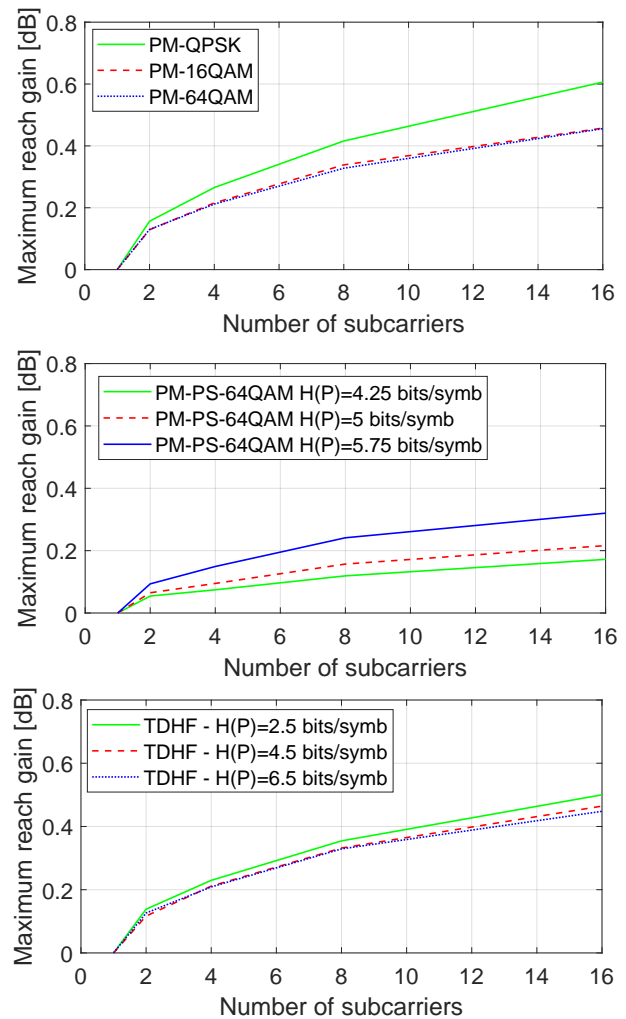 Maximum reach gain [dB]
0.8
0.6
0.4
0.2
0
PM-QPSK
PM-16QAM
PM-64QAM
0 2 4 6 8 10 12 14 16
Number of subcarriers
Maximum reach gain [dB]
0.8
0.6
0.4
0.2
0
PM-PS-64QAM H(P)=4.25 bits/symb
PM-PS-64QAM H(P)=5 bits/symb
PM-PS-64QAM H(P)=5.75 bits/symb
0 2 4 6 8 10 12 14 16
Number of subcarriers
Maximum reach gain [dB]
0.8
0.6
0.4
0.2
0
TDHF - H(P)=2.5 bits/symb
TDHF - H(P)=4.5 bits/symb
TDHF - H(P)=6.5 bits/symb
0 2 4 6 8 10 12 14 16
Number of subcarriers